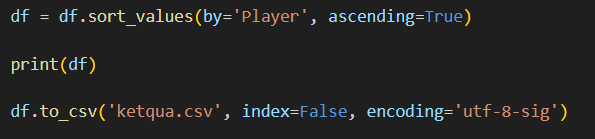 df = df.sort_values(by='Player', ascending=True)
print(df)
df.to_csv('ketqua.csv', index=False, encoding='utf-8-sig')